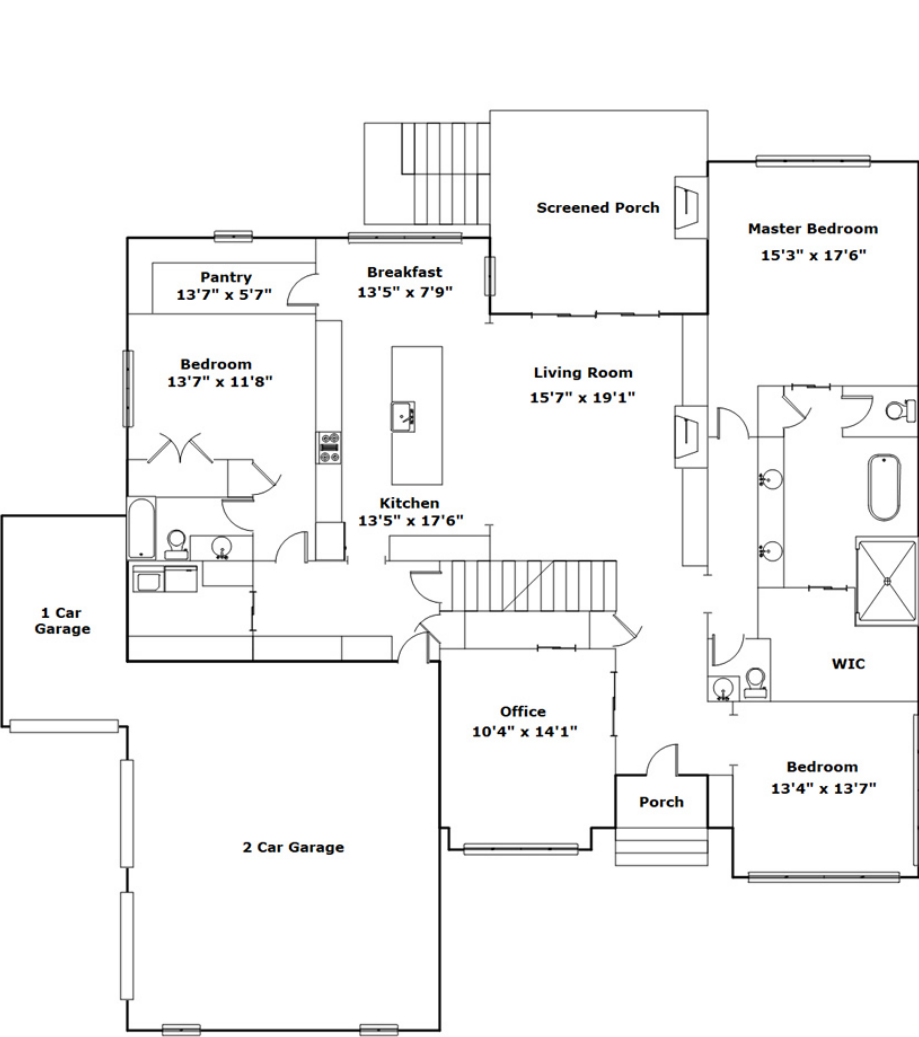 Screened Porch
Master Bedroom
15'3" x 17'6"
Pantry
13'7" x 5'7"
Breakfast
13'5" x 7'9"
Bedroom
13'7" x 11'8"
Living Room
15'7" x 19'1"
Kitchen
13'5" x 17'6"
1 Car
Garage
WIC
Office
10'4" x 14'1"
Bedroom
13'4" x 13'7"
Porch
2 Car Garage